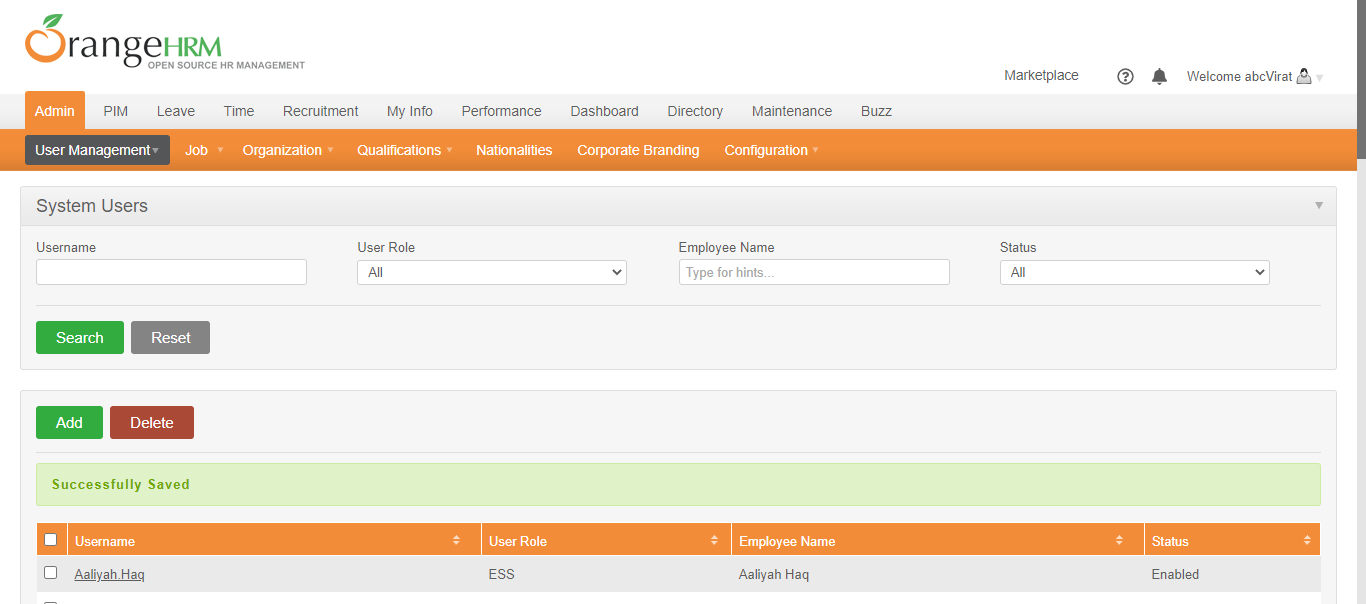 OrangeHRM
OPEN SOURCE HR MANAGEMENT
Marketplace
?
Welcome abcVirat
Admin PIM Leave Time Recruitment My Info Performance Dashboard Directory Maintenance Buzz
User Management Job Organization Qualifications Nationalities Corporate Branding Configuration
System Users
Username User Role Employee Name Status
All Type for hints... All
Search Reset
Add Delete
Successfully Saved
Username User Role Employee Name Status
Aaliyah.Haq ESS Aaliyah Haq Enabled